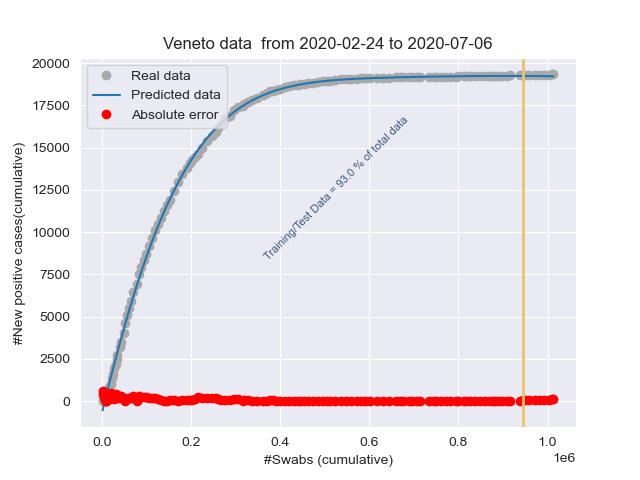 Veneto data  from 2020-02-24 to 2020-07-06
#New positive cases(cumulative)
20000
17500
15000
12500
10000
7500
5000
2500
0
Real data
Predicted data
Absolute error
Training/Test Data = 93.0 % of total data
0.0 0.2 0.4 0.6 0.8 1.0
1e6
#Swabs (cumulative)